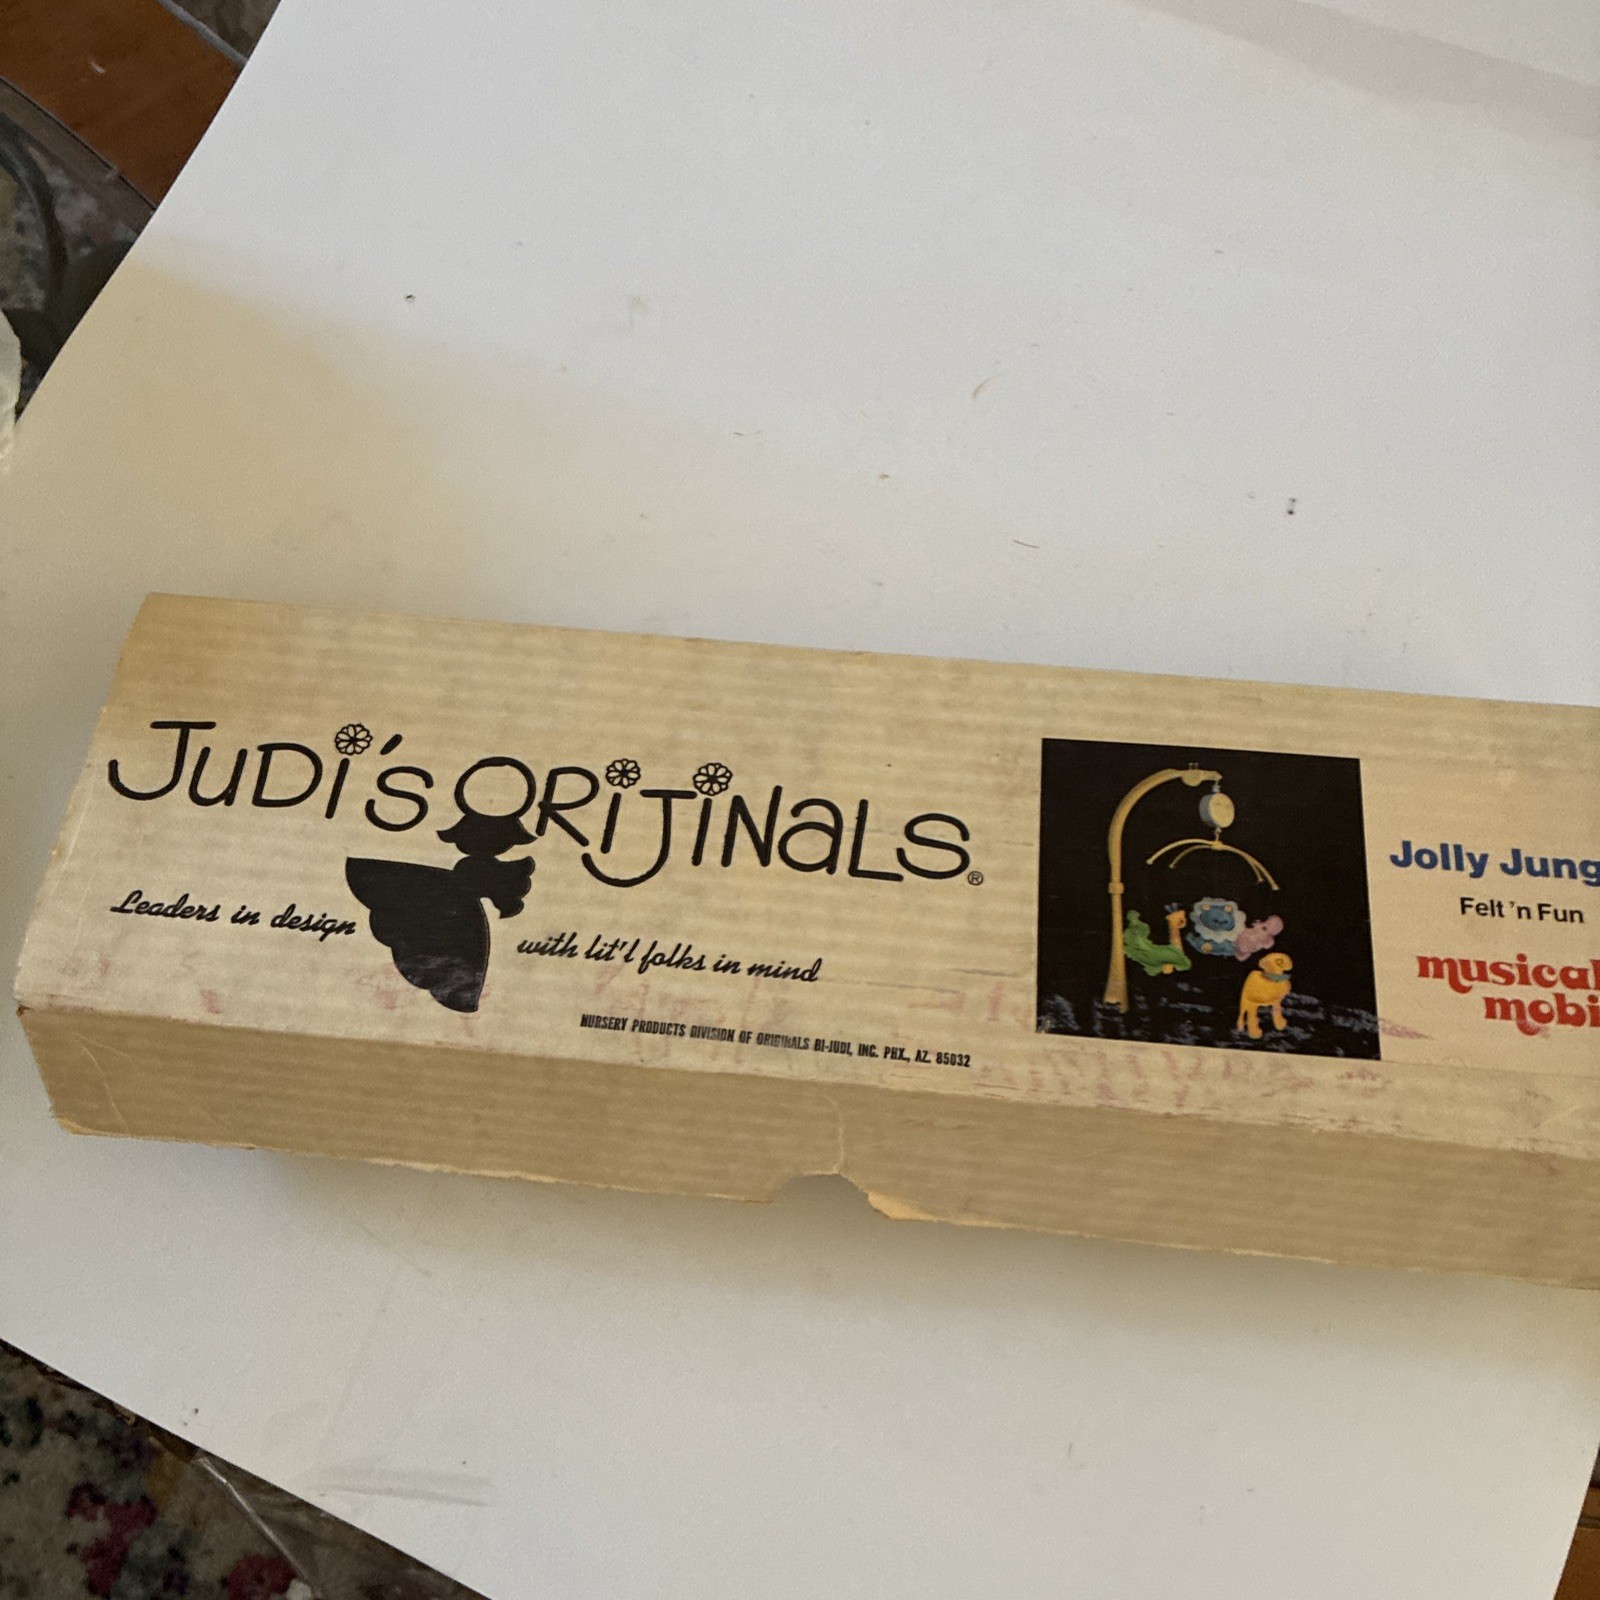 JUDI'S ORIJINALS®
Leaders in design with lit'l folks in mind
NURSERY PRODUCTS DIVISION OF ORIGINALS BI-JUDI, INC. PHX., AZ. 85032
Jolly Jung
Felt 'n Fun
musical
mobi